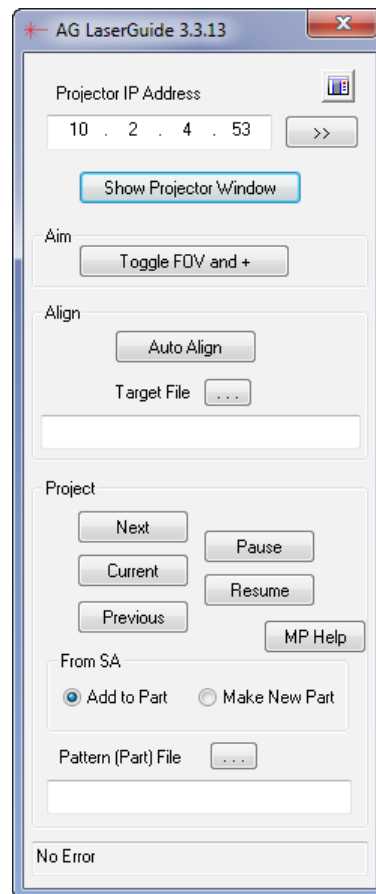 AG LaserGuide 3.3.13
Projector IP Address
10 . 2 . 4 . 53
>>
Show Projector Window
Aim
Toggle FOV and +
Align
Auto Align
Target File ...
Project
Next
Pause
Current
Resume
Previous
MP Help
From SA
Add to Part Make New Part
Pattern (Part) File ...
No Error